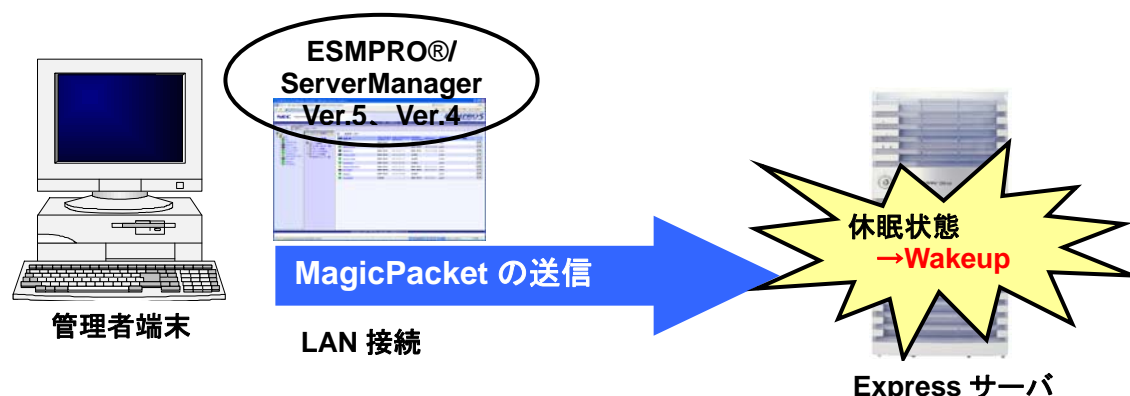 ESMPRO®/
ServerManager
Ver.5、 Ver.4
NEC
休眠状態
→Wakeup
MagicPacket の送信
管理者端末
LAN 接続
Express サーバ